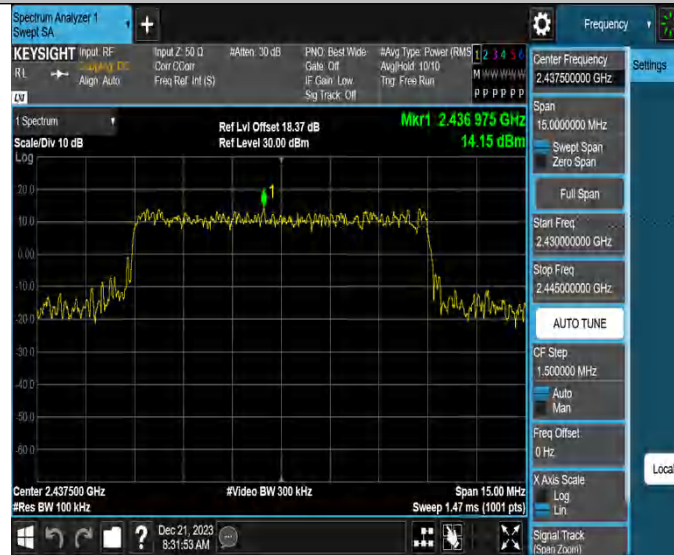 Spectrum Analyzer 1
Swept SA
+
Frequency
KEYSIGHT
Input: RF
Coupling: DC
Align: Auto
RL
LXI
Input Z: 50 Ω
Corr CCorr
Freq Ref: Int (S)
#Atten: 30 dB
PNO: Best Wide
Gate: Off
IF Gain: Low
Sig Track: Off
#Avg Type: Power (RMS
Avg|Hold: 10/10
Trig: Free Run
1 2 3 4 5 6
M W W W W W
P P P P P P
Settings
Center Frequency
2.437500000 GHz
Span
15.0000000 MHz
Swept Span
Zero Span
Full Span
Start Freq
2.430000000 GHz
Stop Freq
2.445000000 GHz
AUTO TUNE
CF Step
1.500000 MHz
Auto
Man
Freq Offset
0 Hz
X Axis Scale
Log
Lin
Signal Track
(Span Zoom)
Local
1 Spectrum
Scale/Div 10 dB
Log
Ref Lvl Offset 18.37 dB
Ref Level 30.00 dBm
Mkr1 2.436 975 GHz
14.15 dBm
1
20.0
10.0
0.00
-10.0
-20.0
-30.0
-40.0
-50.0
-60.0
Center 2.437500 GHz
#Res BW 100 kHz
#Video BW 300 kHz
Span 15.00 MHz
Sweep 1.47 ms (1001 pts)
?
Dec 21, 2023
8:31:53 AM